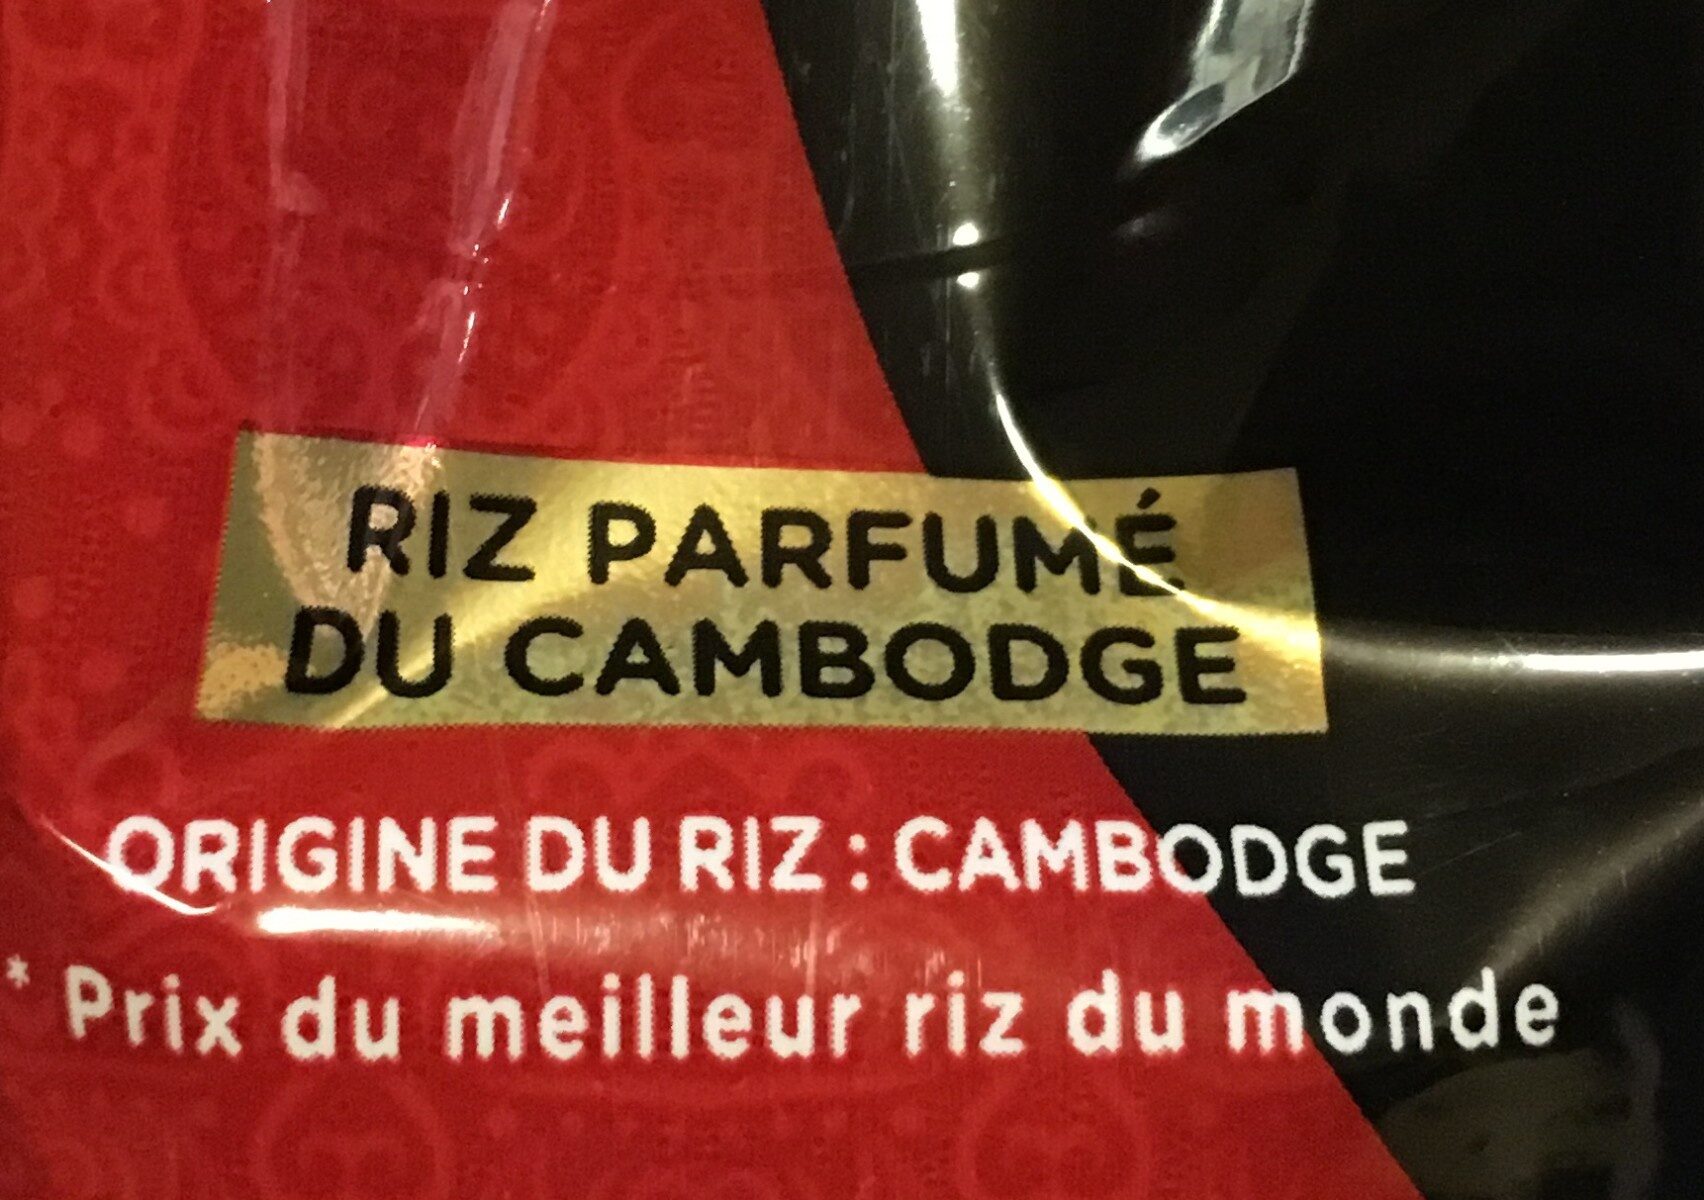 RIZ PARFUMÉ
DU CAMBODGE
ORIGINE DU RIZ : CAMBODGE
* Prix du meilleur riz du monde